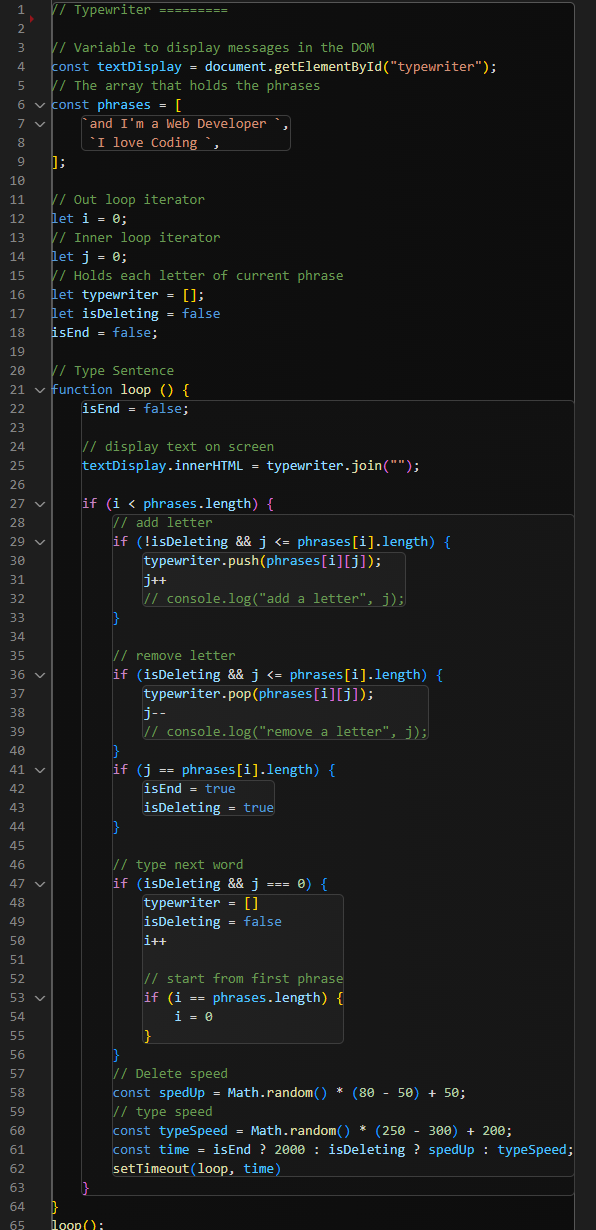 1 // Typewriter =========
2
3 // Variable to display messages in the DOM
4 const textDisplay = document.getElementById("typewriter");
5 // The array that holds the phrases
6 const phrases = [
7     `and I'm a Web Developer `,
8      `I love Coding `,
9 ];
10
11 // Out loop iterator
12 let i = 0;
13 // Inner loop iterator
14 let j = 0;
15 // Holds each letter of current phrase
16 let typewriter = [];
17 let isDeleting = false
18 isEnd = false;
19
20 // Type Sentence
21 function loop () {
22     isEnd = false;
23
24     // display text on screen
25     textDisplay.innerHTML = typewriter.join("");
26
27     if (i < phrases.length) {
28         // add letter
29         if (!isDeleting && j <= phrases[i].length) {
30             typewriter.push(phrases[i][j]);
31             j++
32             // console.log("add a letter", j);
33         }
34
35         // remove letter
36         if (isDeleting && j <= phrases[i].length) {
37             typewriter.pop(phrases[i][j]);
38             j--
39             // console.log("remove a letter", j);
40         }
41         if (j == phrases[i].length) {
42             isEnd = true
43             isDeleting = true
44         }
45
46         // type next word
47         if (isDeleting && j === 0) {
48             typewriter = []
49             isDeleting = false
50             i++
51
52             // start from first phrase
53             if (i == phrases.length) {
54                 i = 0
55             }
56         }
57         // Delete speed
58         const spedUp = Math.random() * (80 - 50) + 50;
59         // type speed
60         const typeSpeed = Math.random() * (250 - 300) + 200;
61         const time = isEnd ? 2000 : isDeleting ? spedUp : typeSpeed;
62         setTimeout(loop, time)
63     }
64 }
65 loop();